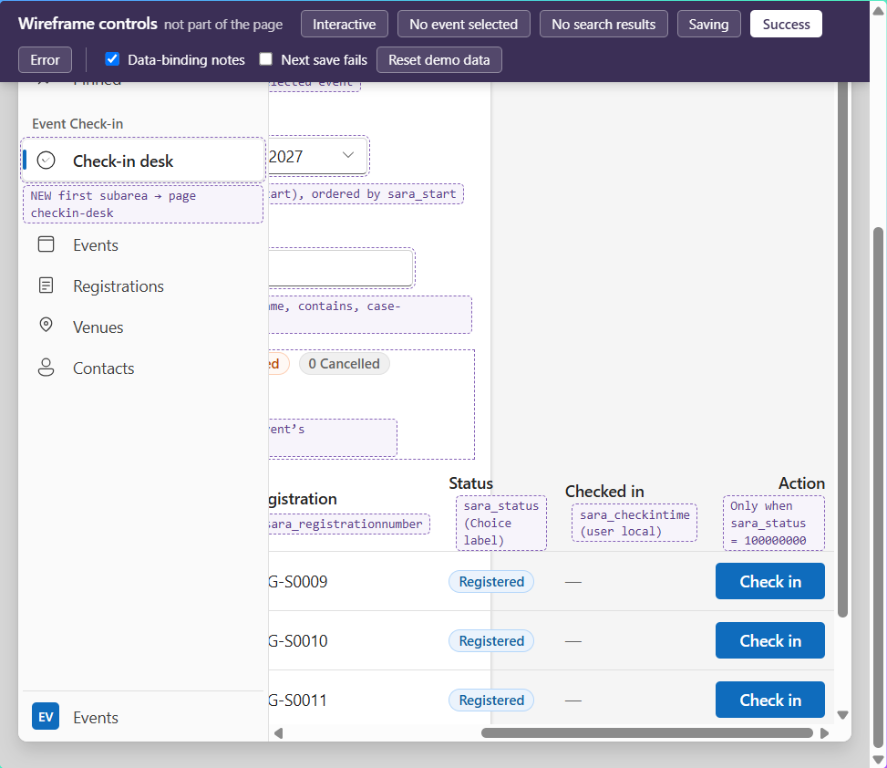 Wireframe controls not part of the page Interactive No event selected No search results Saving Success
Error Data-binding notes Next save fails Reset demo data
Pinned
selected event
Event Check-in
Check-in desk
2027
NEW first subarea → page
checkin-desk
art), ordered by sara_start
Events
Registrations
me, contains, case-
Venues
Contacts
ed 0 Cancelled
vent’s
Status
Checked in
Action
gistration
sara_registrationnumber
sara_status
(Choice
label)
sara_checkintime
(user local)
Only when
sara_status
= 100000000
G-S0009 Registered — Check in
G-S0010 Registered — Check in
G-S0011 Registered — Check in
EV Events